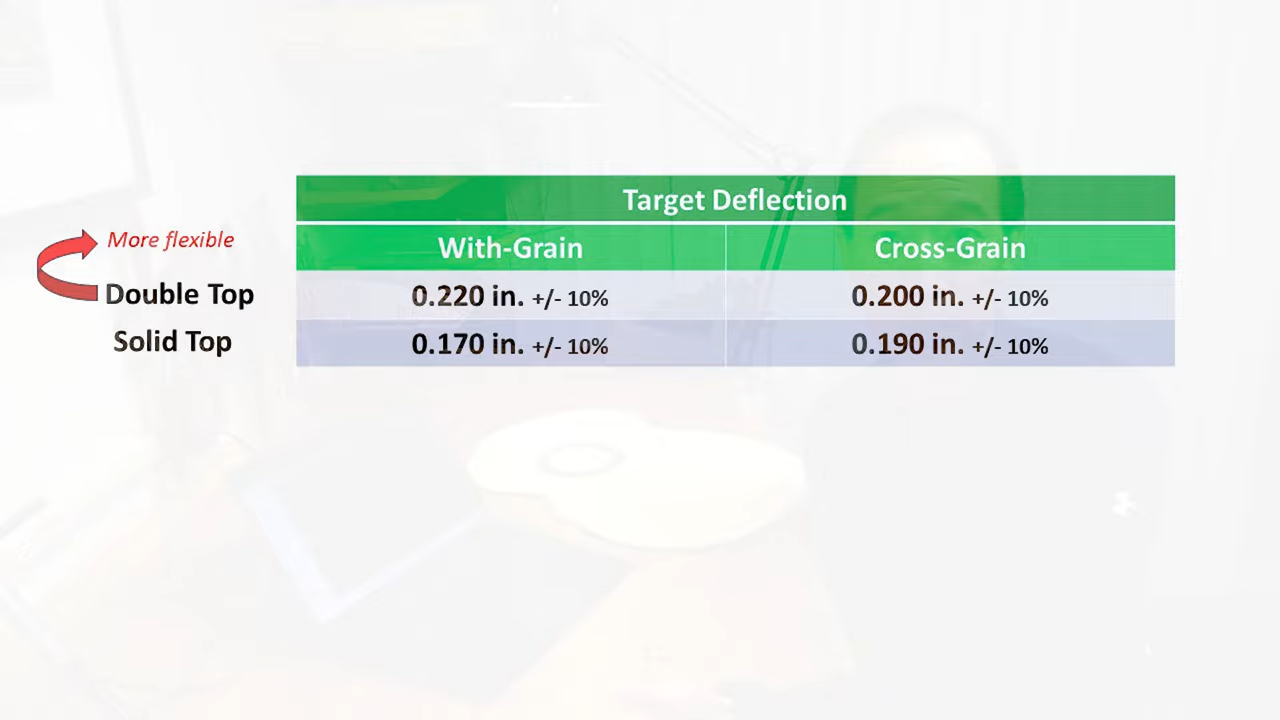 Target Deflection
More flexible
With-Grain Cross-Grain
Double Top 0.220 in. +/- 10% 0.200 in. +/- 10%
Solid Top 0.170 in. +/- 10% 0.190 in. +/- 10%